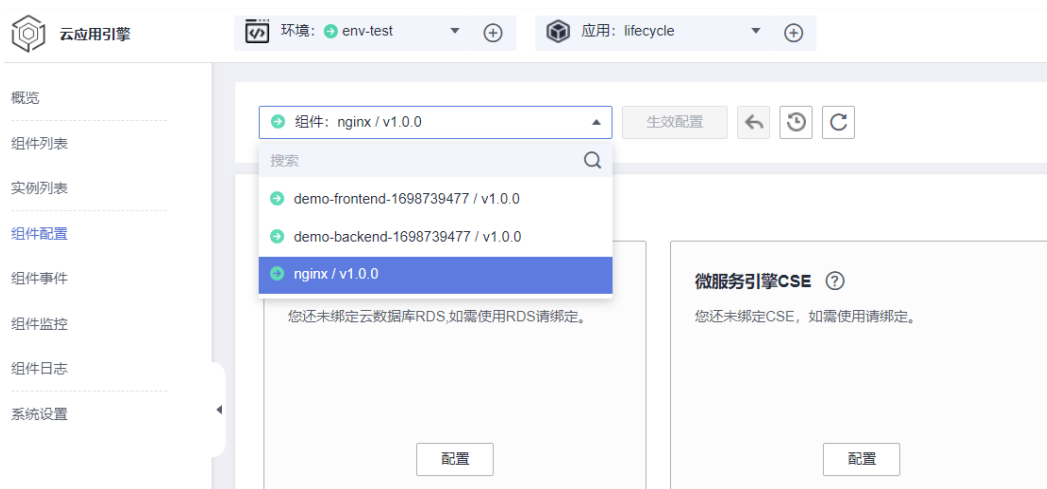 云应用引擎
环境: env-test
应用: lifecycle
概览
组件列表
实例列表
组件配置
组件事件
组件监控
组件日志
系统设置
组件: nginx / v1.0.0
生效配置
搜索
demo-frontend-1698739477 / v1.0.0
demo-backend-1698739477 / v1.0.0
nginx / v1.0.0
您还未绑定云数据库RDS,如需使用RDS请绑定。
配置
微服务引擎CSE ?
您还未绑定CSE，如需使用请绑定。
配置